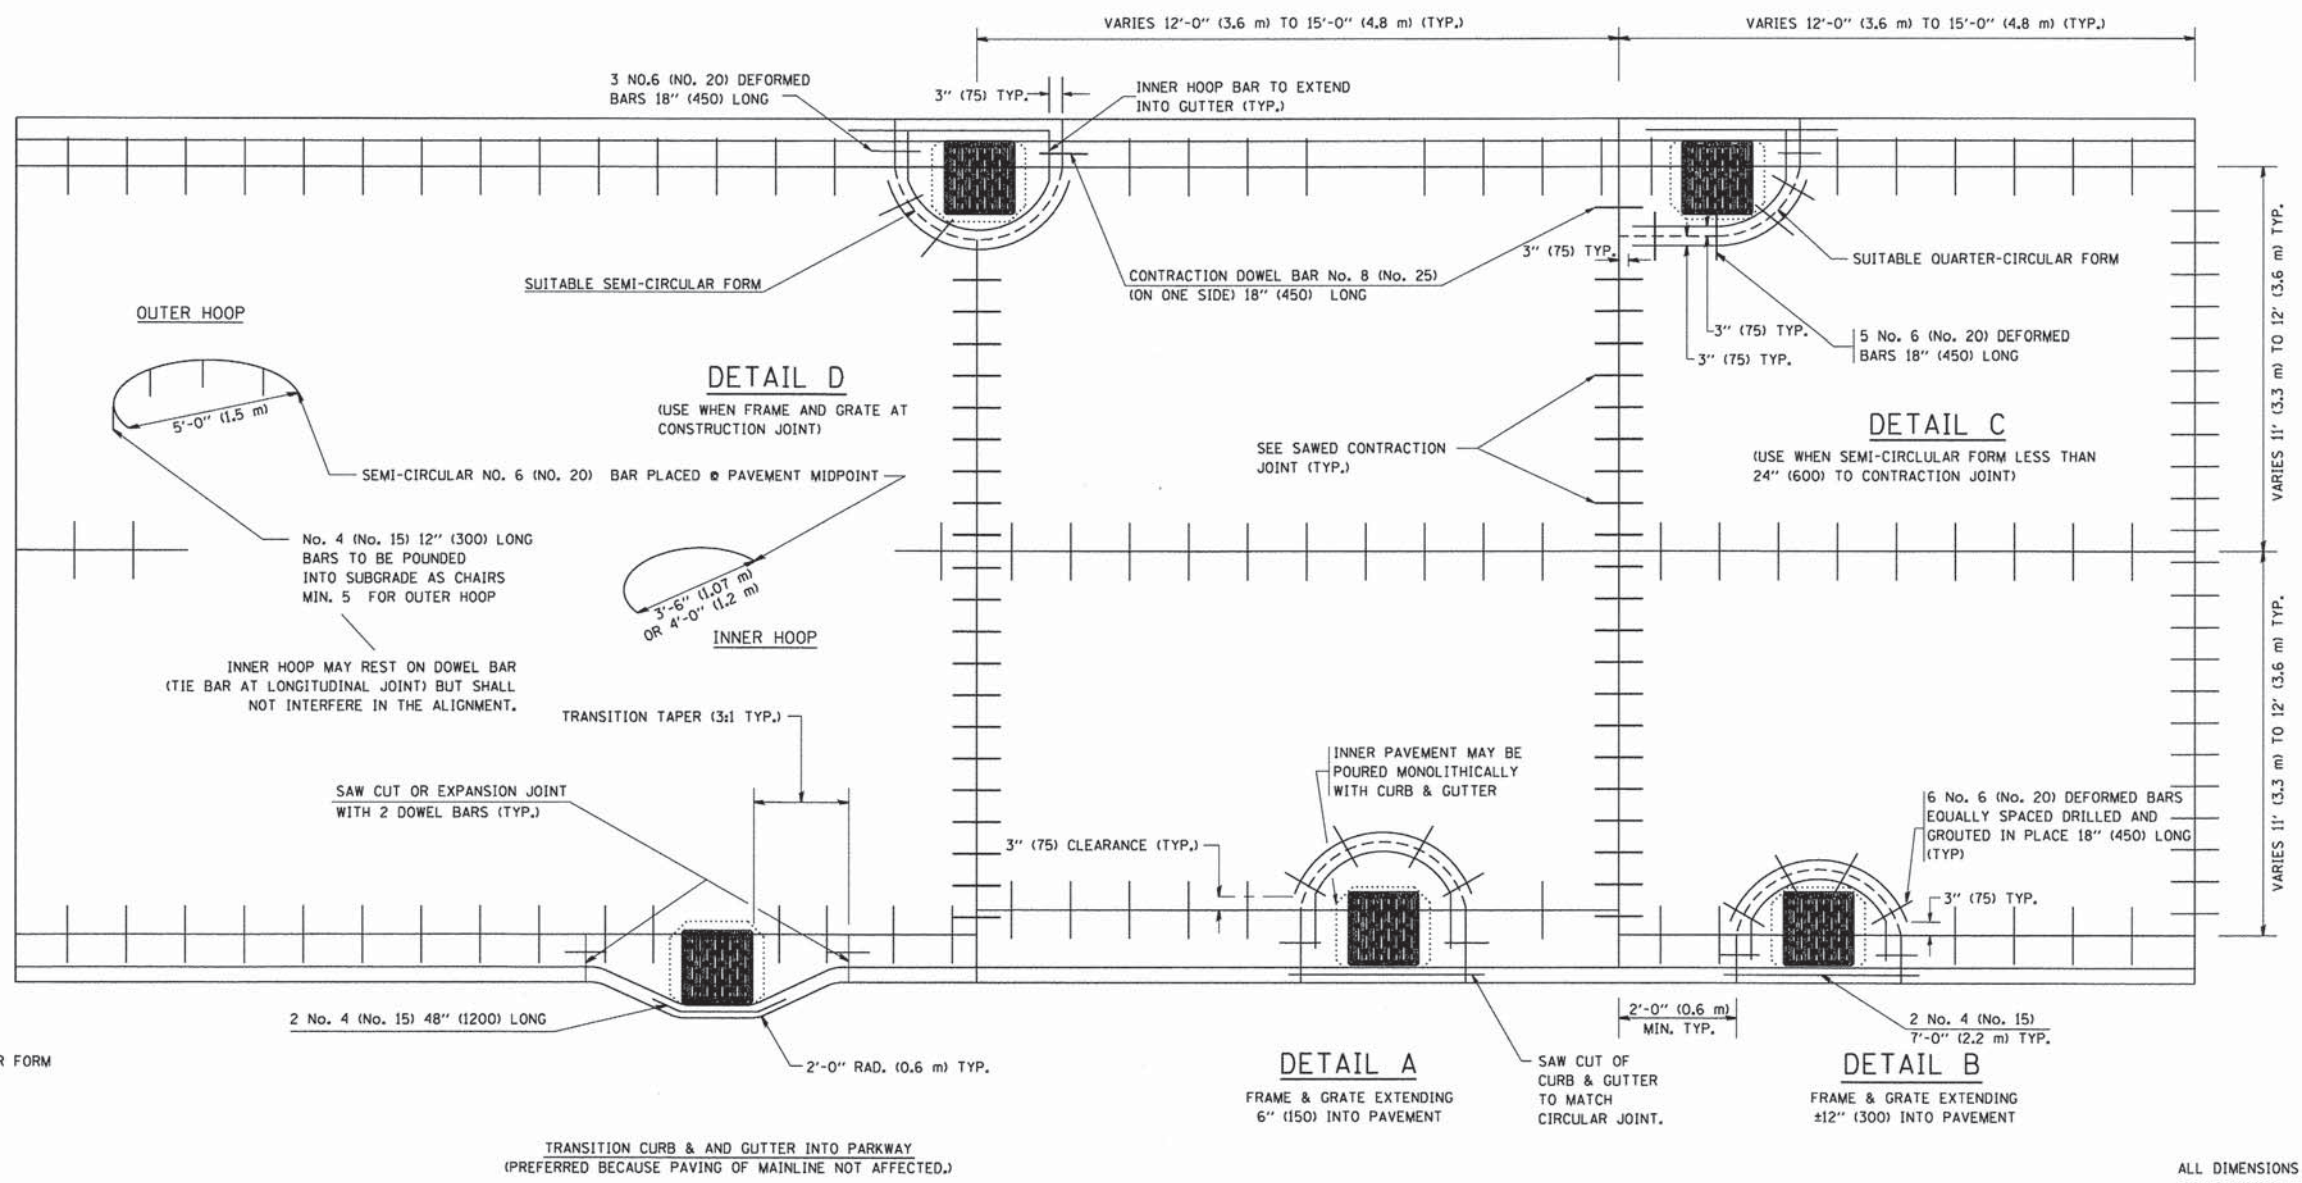 VARIES 12'-0" (3.6 m) TO 15'-0" (4.8 m) (TYP.)
VARIES 12'-0" (3.6 m) TO 15'-0" (4.8 m) (TYP.)
3 NO.6 (NO. 20) DEFORMED
BARS 18" (450) LONG
3" (75) TYP.
INNER HOOP BAR TO EXTEND
INTO GUTTER (TYP.)
SUITABLE SEMI-CIRCULAR FORM
CONTRACTION DOWEL BAR No. 8 (No. 25)
(ON ONE SIDE) 18" (450) LONG
3" (75) TYP.
SUITABLE QUARTER-CIRCULAR FORM
3" (75) TYP.
3" (75) TYP.
5 No. 6 (No. 20) DEFORMED
BARS 18" (450) LONG
VARIES 11' (3.3 m) TO 12' (3.6 m) TYP.
OUTER HOOP
5'-0" (1.5 m)
DETAIL D
(USE WHEN FRAME AND GRATE AT
CONSTRUCTION JOINT)
SEMI-CIRCULAR NO. 6 (NO. 20) BAR PLACED @ PAVEMENT MIDPOINT
SEE SAWED CONTRACTION
JOINT (TYP.)
DETAIL C
(USE WHEN SEMI-CIRCLULAR FORM LESS THAN
24" (600) TO CONTRACTION JOINT)
No. 4 (No. 15) 12" (300) LONG
BARS TO BE POUNDED
INTO SUBGRADE AS CHAIRS
MIN. 5 FOR OUTER HOOP
3'-6" (1.07 m)
OR 4'-0" (1.2 m)
INNER HOOP
INNER HOOP MAY REST ON DOWEL BAR
(TIE BAR AT LONGITUDINAL JOINT) BUT SHALL
NOT INTERFERE IN THE ALIGNMENT.
TRANSITION TAPER (3:1 TYP.)
SAW CUT OR EXPANSION JOINT
WITH 2 DOWEL BARS (TYP.)
INNER PAVEMENT MAY BE
POURED MONOLITHICALLY
WITH CURB & GUTTER
3" (75) CLEARANCE (TYP.)
6 No. 6 (No. 20) DEFORMED BARS
EQUALLY SPACED DRILLED AND
GROUTED IN PLACE 18" (450) LONG
(TYP)
3" (75) TYP.
VARIES 11' (3.3 m) TO 12' (3.6 m) TYP.
2 No. 4 (No. 15) 48" (1200) LONG
2'-0" RAD. (0.6 m) TYP.
2'-0" (0.6 m)
MIN. TYP.
2 No. 4 (No. 15)
7'-0" (2.2 m) TYP.
R FORM
DETAIL A
FRAME & GRATE EXTENDING
6" (150) INTO PAVEMENT
SAW CUT OF
CURB & GUTTER
TO MATCH
CIRCULAR JOINT.
DETAIL B
FRAME & GRATE EXTENDING
±12" (300) INTO PAVEMENT
TRANSITION CURB & AND GUTTER INTO PARKWAY
(PREFERRED BECAUSE PAVING OF MAINLINE NOT AFFECTED.)
ALL DIMENSIONS